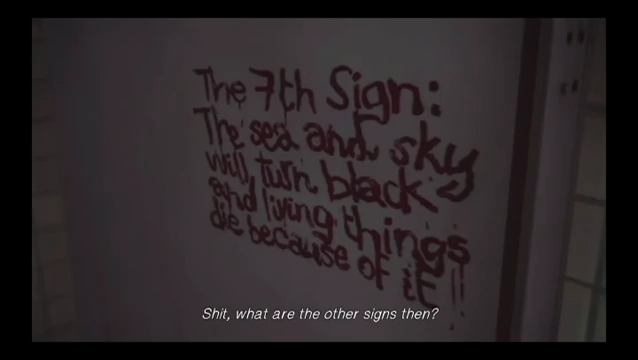 The 7th Sign:
The sea and sky
will turn black
and living things
die because of it !!
Shit, what are the other signs then?